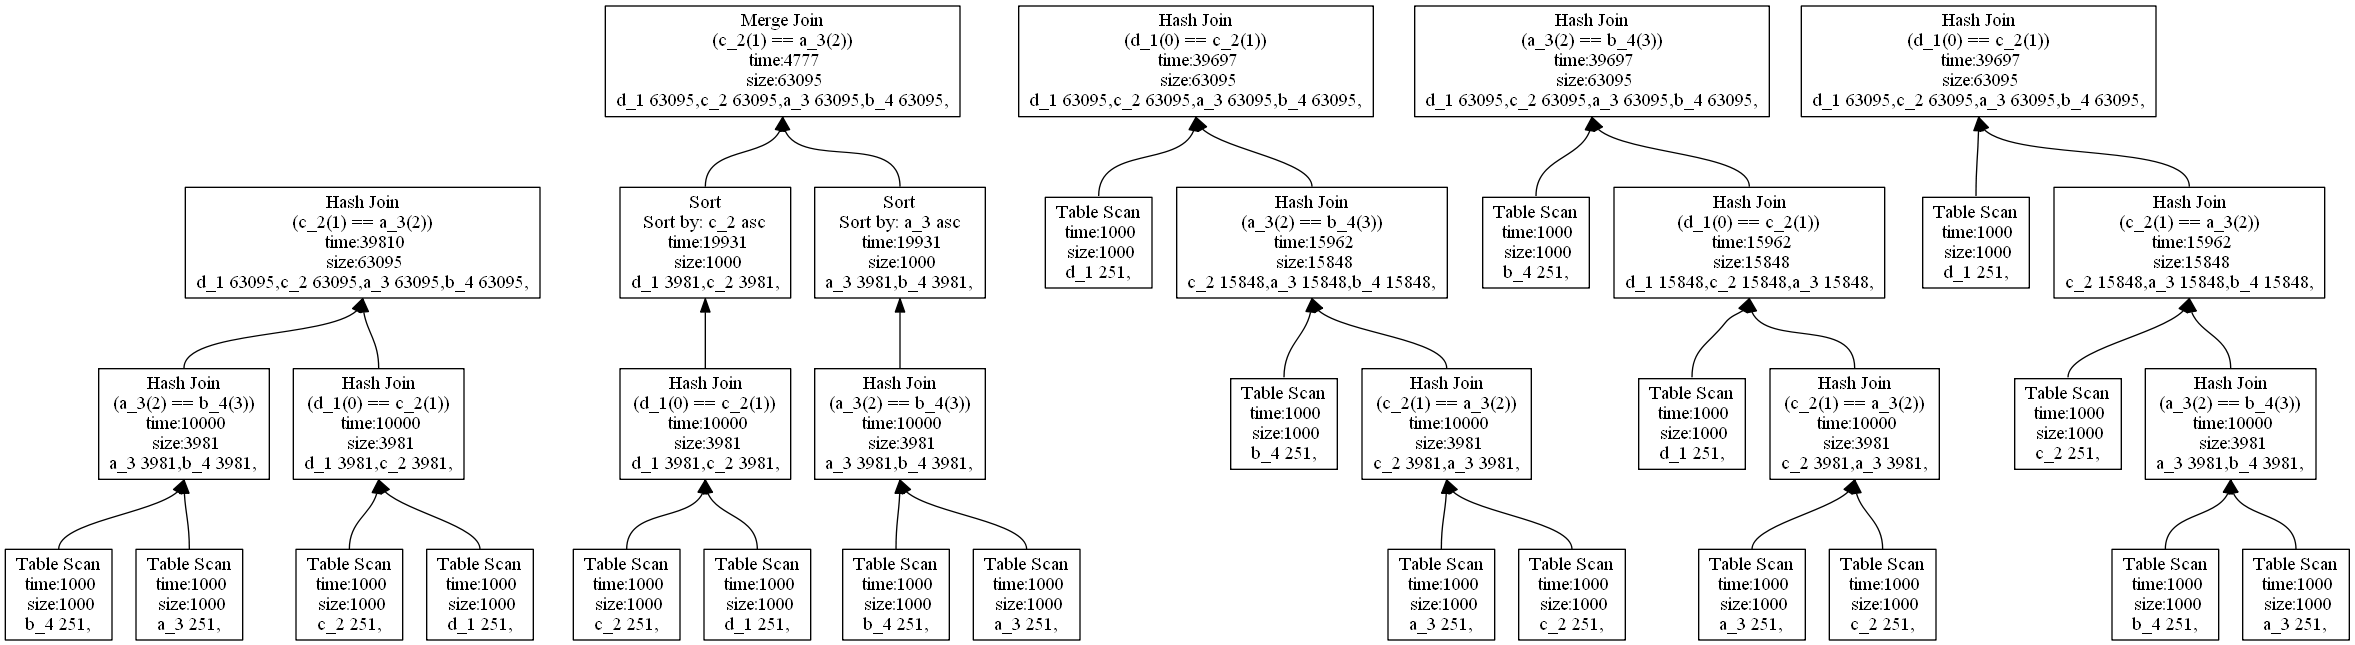 Merge Join
(c_2(1) == a_3(2))
time:4777
size:63095
d_1 63095,c_2 63095,a_3 63095,b_4 63095,
Hash Join
(d_1(0) == c_2(1))
time:39697
size:63095
d_1 63095,c_2 63095,a_3 63095,b_4 63095,
Hash Join
(a_3(2) == b_4(3))
time:39697
size:63095
d_1 63095,c_2 63095,a_3 63095,b_4 63095,
Hash Join
(d_1(0) == c_2(1))
time:39697
size:63095
d_1 63095,c_2 63095,a_3 63095,b_4 63095,
Hash Join
(c_2(1) == a_3(2))
time:39810
size:63095
d_1 63095,c_2 63095,a_3 63095,b_4 63095,
Sort
Sort by: c_2 asc
time:19931
size:1000
d_1 3981,c_2 3981,
Sort
Sort by: a_3 asc
time:19931
size:1000
a_3 3981,b_4 3981,
Table Scan
time:1000
size:1000
d_1 251,
Hash Join
(a_3(2) == b_4(3))
time:15962
size:15848
c_2 15848,a_3 15848,b_4 15848,
Table Scan
time:1000
size:1000
b_4 251,
Hash Join
(d_1(0) == c_2(1))
time:15962
size:15848
d_1 15848,c_2 15848,a_3 15848,
Table Scan
time:1000
size:1000
d_1 251,
Hash Join
(c_2(1) == a_3(2))
time:15962
size:15848
c_2 15848,a_3 15848,b_4 15848,
Hash Join
(a_3(2) == b_4(3))
time:10000
size:3981
a_3 3981,b_4 3981,
Hash Join
(d_1(0) == c_2(1))
time:10000
size:3981
d_1 3981,c_2 3981,
Hash Join
(d_1(0) == c_2(1))
time:10000
size:3981
d_1 3981,c_2 3981,
Hash Join
(a_3(2) == b_4(3))
time:10000
size:3981
a_3 3981,b_4 3981,
Table Scan
time:1000
size:1000
b_4 251,
Hash Join
(c_2(1) == a_3(2))
time:10000
size:3981
c_2 3981,a_3 3981,
Table Scan
time:1000
size:1000
d_1 251,
Hash Join
(c_2(1) == a_3(2))
time:10000
size:3981
c_2 3981,a_3 3981,
Table Scan
time:1000
size:1000
c_2 251,
Hash Join
(a_3(2) == b_4(3))
time:10000
size:3981
a_3 3981,b_4 3981,
Table Scan
time:1000
size:1000
b_4 251,
Table Scan
time:1000
size:1000
a_3 251,
Table Scan
time:1000
size:1000
c_2 251,
Table Scan
time:1000
size:1000
d_1 251,
Table Scan
time:1000
size:1000
c_2 251,
Table Scan
time:1000
size:1000
d_1 251,
Table Scan
time:1000
size:1000
b_4 251,
Table Scan
time:1000
size:1000
a_3 251,
Table Scan
time:1000
size:1000
a_3 251,
Table Scan
time:1000
size:1000
c_2 251,
Table Scan
time:1000
size:1000
a_3 251,
Table Scan
time:1000
size:1000
c_2 251,
Table Scan
time:1000
size:1000
b_4 251,
Table Scan
time:1000
size:1000
a_3 251,